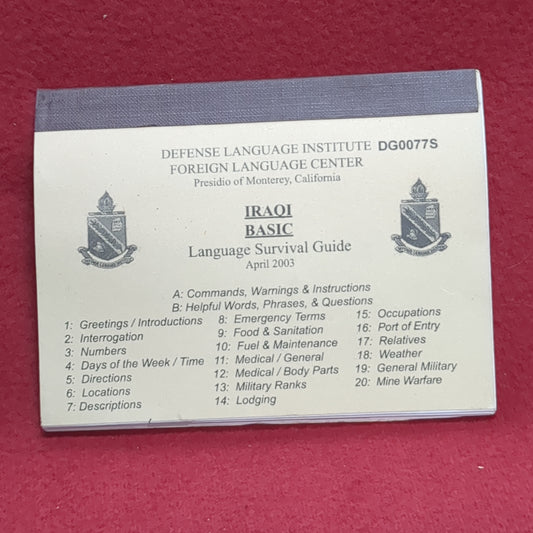 DEFENSE LANGUAGE INSTITUTE DG0077S
FOREIGN LANGUAGE CENTER
Presidio of Monterey, California
IRAQI
BASIC
Language Survival Guide
April 2003
A: Commands, Warnings & Instructions
B: Helpful Words, Phrases, & Questions
1: Greetings / Introductions
2: Interrogation
3: Numbers
4: Days of the Week / Time
5: Directions
6: Locations
7: Descriptions
8: Emergency Terms
9: Food & Sanitation
10: Fuel & Maintenance
11: Medical / General
12: Medical / Body Parts
13: Military Ranks
14: Lodging
15: Occupations
16: Port of Entry
17: Relatives
18: Weather
19: General Military
20: Mine Warfare